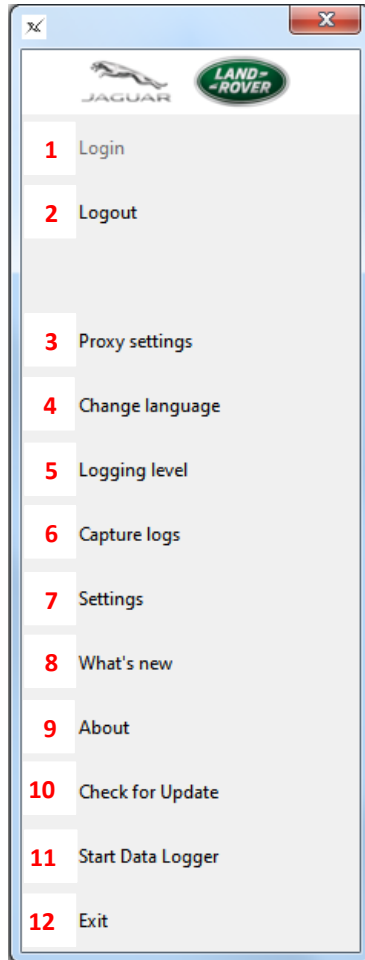 JAGUAR
LAND-
-ROVER
1 Login
2 Logout
3 Proxy settings
4 Change language
5 Logging level
6 Capture logs
7 Settings
8 What's new
9 About
10 Check for Update
11 Start Data Logger
12 Exit